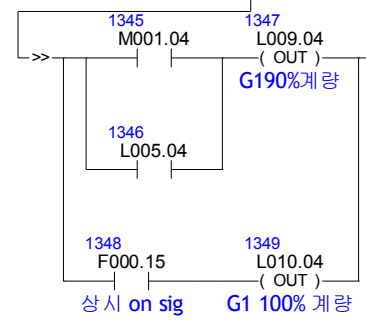 1345 1347
M001.04 L009.04
>> ( OUT )
G190%계량
1346
L005.04
1348 1349
F000.15 L010.04
( OUT )
상시 on sig G1 100% 계량